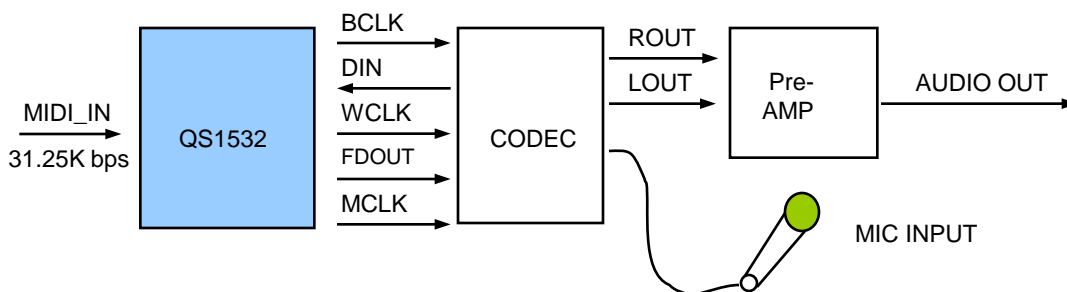 MIDI_IN
31.25K bps
QS1532
BCLK
DIN
WCLK
FDOUT
MCLK
CODEC
ROUT
LOUT
Pre-
AMP
AUDIO OUT
MIC INPUT